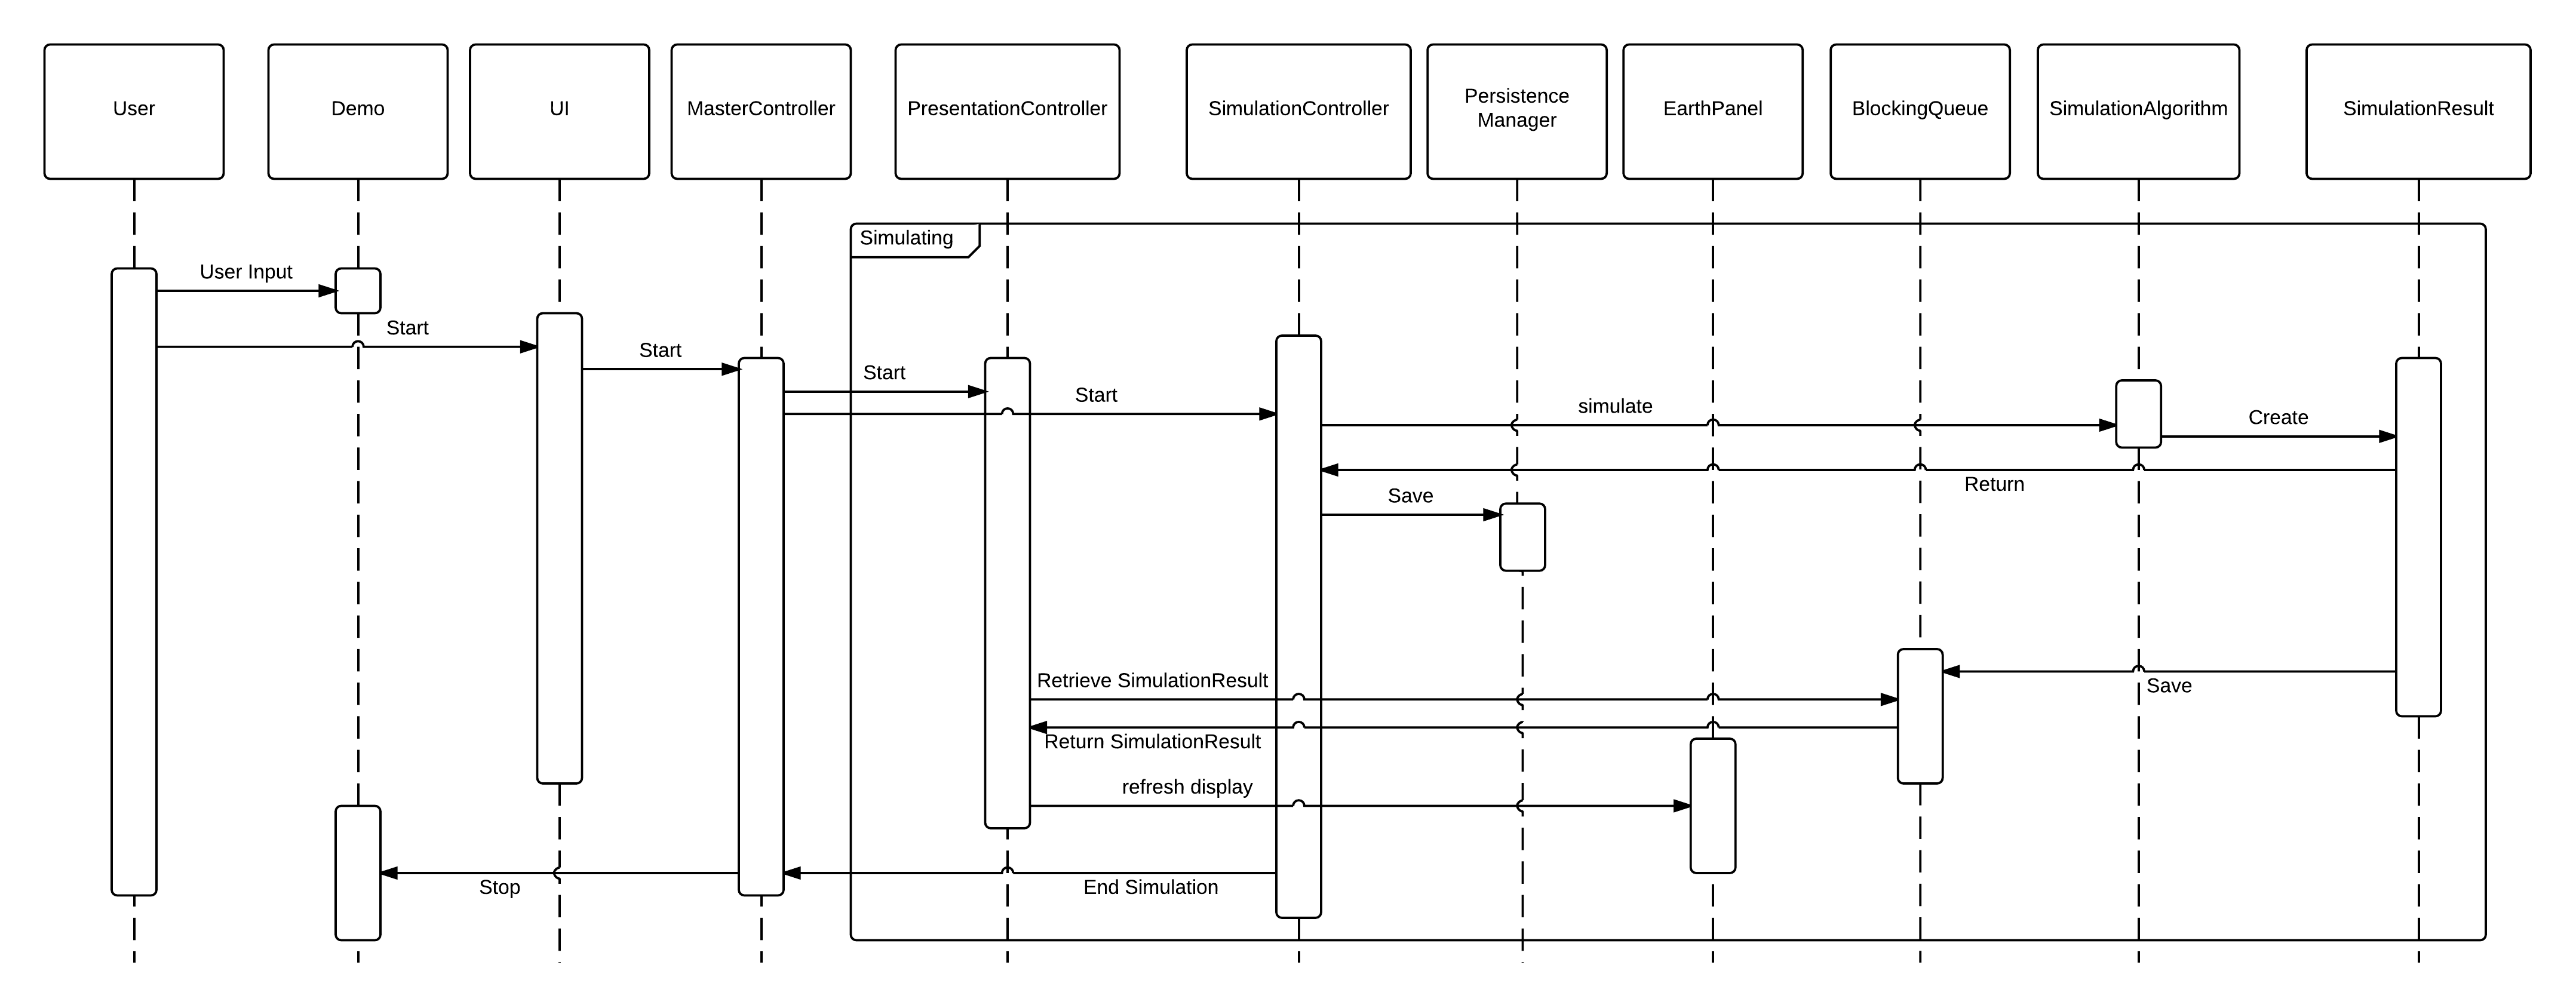 User
Demo
UI
MasterController
PresentationController
SimulationController
Persistence
Manager
EarthPanel
BlockingQueue
SimulationAlgorithm
SimulationResult
Simulating
User Input
Start
Start
Start
Start
simulate
Create
Return
Save
Retrieve SimulationResult
Save
Return SimulationResult
refresh display
Stop
End Simulation